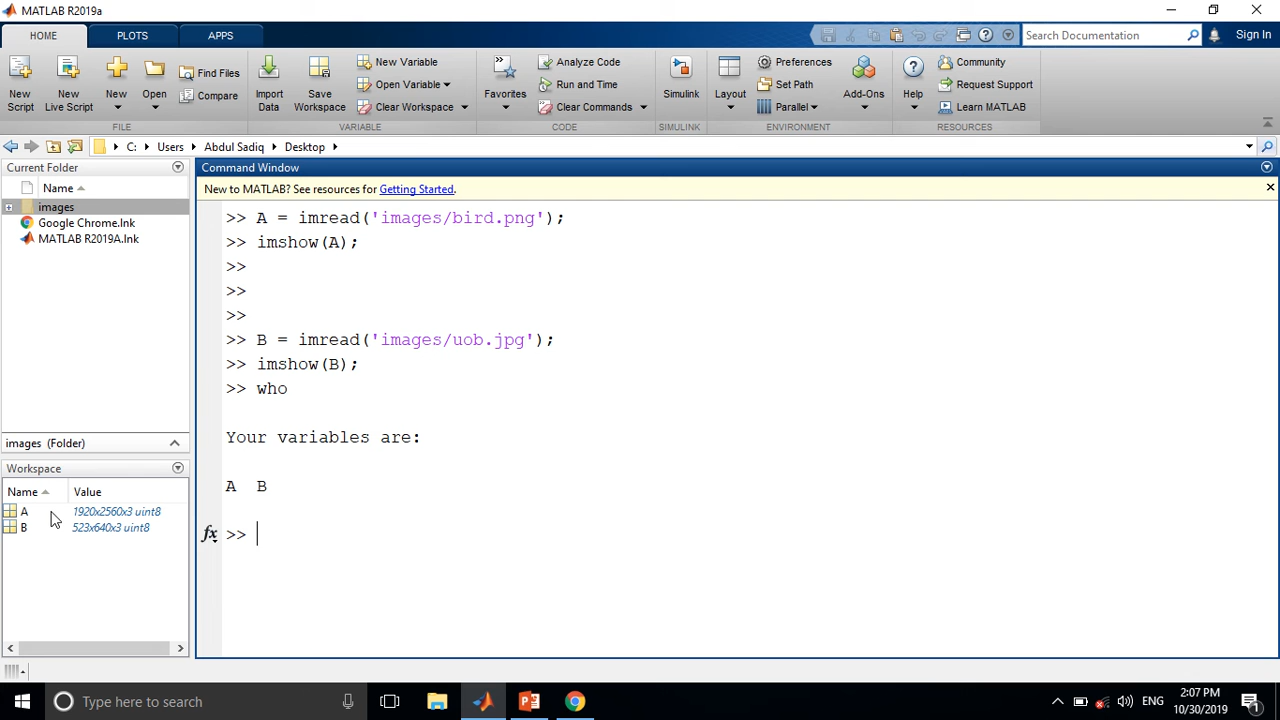 MATLAB R2019a
HOME PLOTS APPS Search Documentation Sign In
New Script New Live Script New Open Find Files Compare
Import Data Save Workspace New Variable Open Variable Clear Workspace
Favorites Analyze Code Run and Time Clear Commands
Simulink Layout Preferences Set Path Parallel Add-Ons
Help Community Request Support Learn MATLAB
FILE VARIABLE CODE SIMULINK ENVIRONMENT RESOURCES
C: Users Abdul Sadiq Desktop
Current Folder
Name
images
Google Chrome.lnk
MATLAB R2019A.lnk
images (Folder)
Workspace
Name Value
A 1920x2560x3 uint8
B 523x640x3 uint8
Command Window
New to MATLAB? See resources for Getting Started.
>> A = imread('images/bird.png');
>> imshow(A);
>>
>>
>>
>> B = imread('images/uob.jpg');
>> imshow(B);
>> who
Your variables are:
A B
fx >>
Type here to search
ENG
2:07 PM
10/30/2019
1